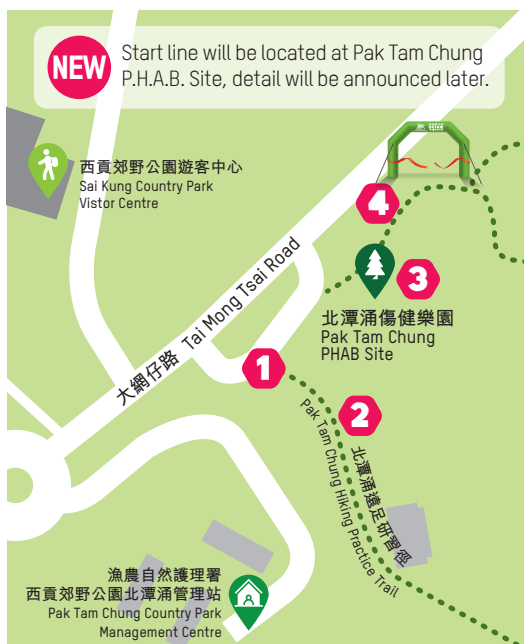 NEW
Start line will be located at Pak Tam Chung
P.H.A.B. Site, detail will be announced later.
西貢郊野公園遊客中心
Sai Kung Country Park
Vistor Centre
4
大網仔路 Tai Mong Tsai Road
3
北潭涌傷健樂園
Pak Tam Chung
PHAB Site
1
2
北潭涌遠足研習徑
Pak Tam Chung Hiking Practice Trail
漁農自然護理署
西貢郊野公園北潭涌管理站
Pak Tam Chung Country Park
Management Centre